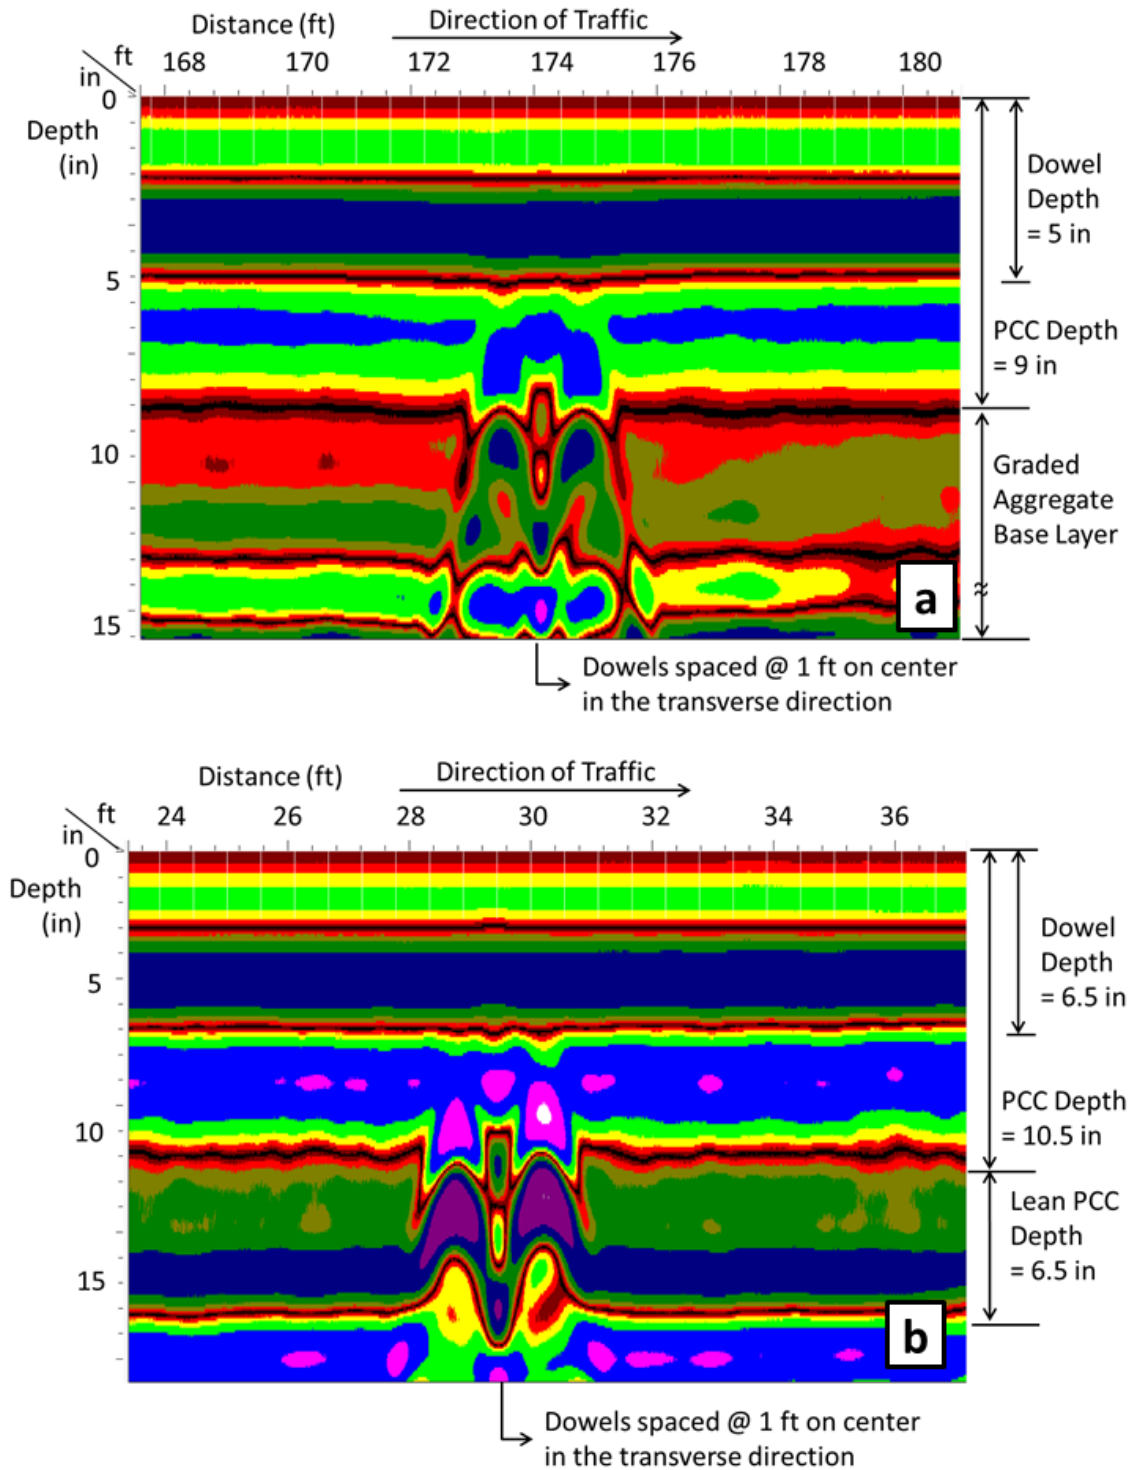 Distance (ft)
Direction of Traffic
ft
168
170
172
174
176
178
180
in
0
Depth
(in)
5
10
15
Dowel
Depth
= 5 in
PCC Depth
= 9 in
Graded
Aggregate
Base Layer
≈
a
Dowels spaced @ 1 ft on center
in the transverse direction
Distance (ft)
Direction of Traffic
24
ft
26
28
30
32
34
36
in
0
Depth
(in)
5
10
15
Dowel
Depth
= 6.5 in
PCC Depth
= 10.5 in
Lean PCC
Depth
= 6.5 in
b
Dowels spaced @ 1 ft on center
in the transverse direction